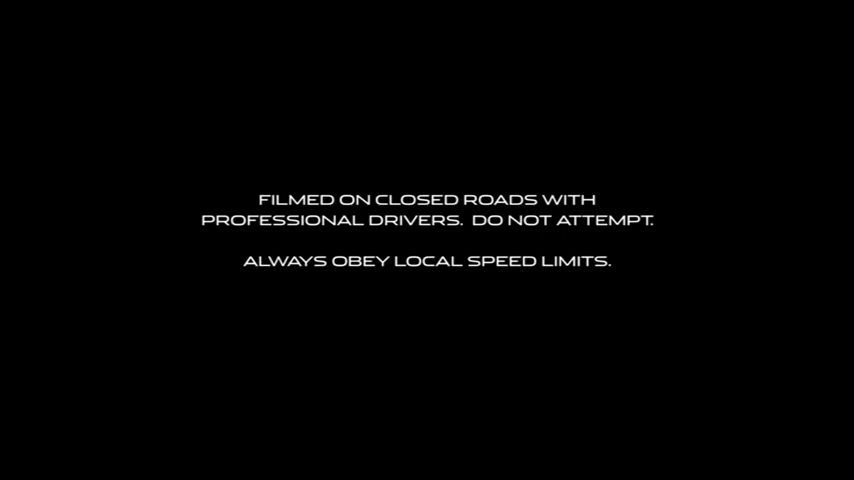 FILMED ON CLOSED ROADS WITH
PROFESSIONAL DRIVERS.  DO NOT ATTEMPT.
ALWAYS OBEY LOCAL SPEED LIMITS.